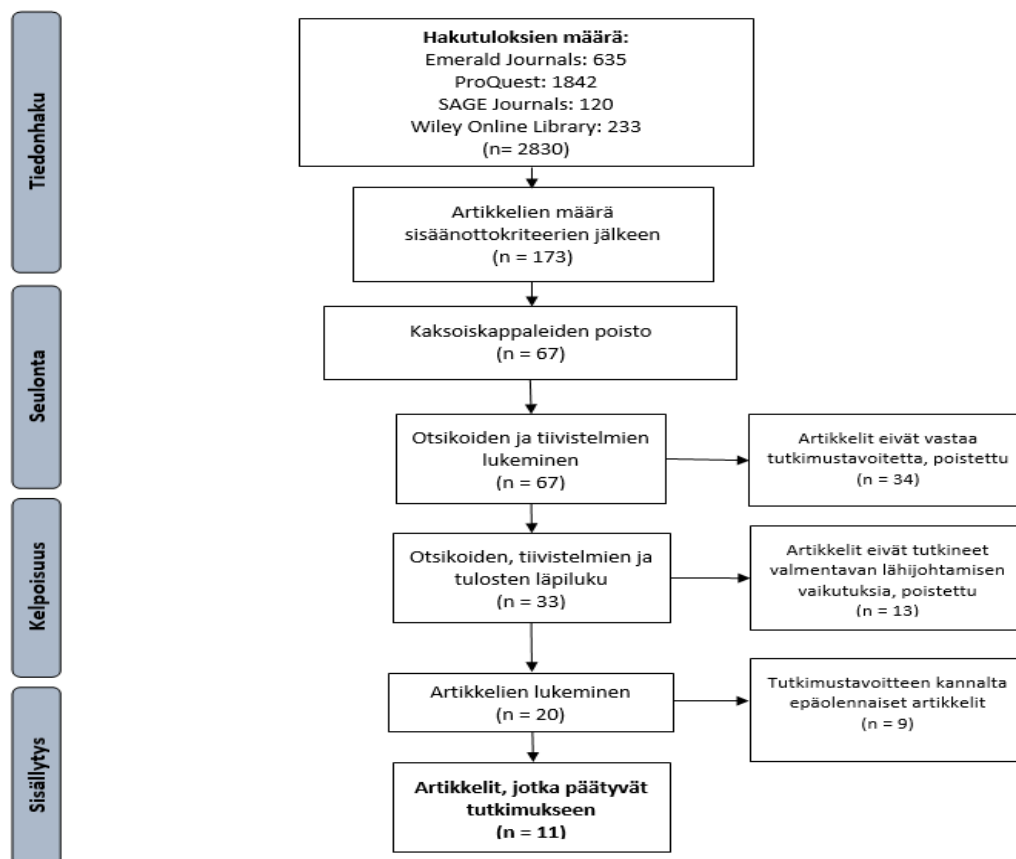 Tiedonhaku
Hakutuloksien määrä:
Emerald Journals: 635
ProQuest: 1842
SAGE Journals: 120
Wiley Online Library: 233
(n= 2830)
Artikkelien määrä
sisäänottokriteerien jälkeen
(n = 173)
Seulonta
Kaksoiskappaleiden poisto
(n = 67)
Otsikoiden ja tiivistelmien
lukeminen
(n = 67)
Artikkelit eivät vastaa
tutkimustavoitetta, poistettu
(n = 34)
Kelpoisuus
Otsikoiden, tiivistelmien ja
tulosten läpiluku
(n = 33)
Artikkelit eivät tutkineet
valmentavan lähijohtamisen
vaikutuksia, poistettu
(n = 13)
Sisällytys
Artikkelien lukeminen
(n = 20)
Tutkimustavoitteen kannalta
epäolennaiset artikkelit
(n = 9)
Artikkelit, jotka päätyvät
tutkimukseen
(n = 11)